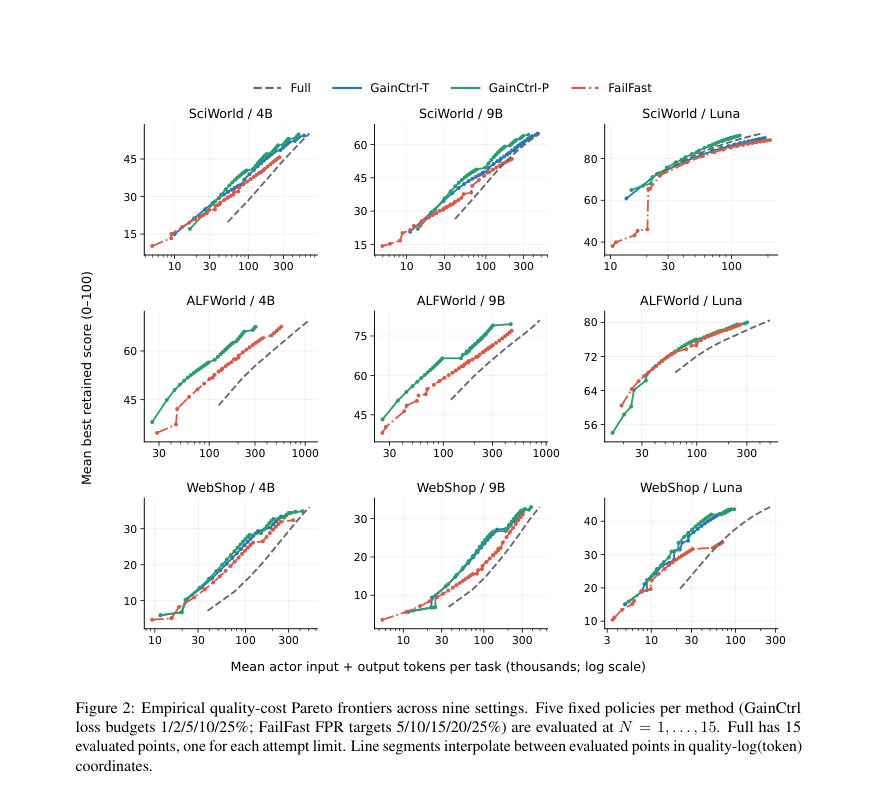 Full GainCtrl-T GainCtrl-P FailFast
SciWorld / 4B SciWorld / 9B SciWorld / Luna
45
30
15
10 30 100 300
60
45
30
15
10 30 100 300
80
60
40
10 30 100
Mean best retained score (0–100)
ALFWorld / 4B ALFWorld / 9B ALFWorld / Luna
60
45
30 100 300 1000
75
60
45
30 100 300 1000
80
72
64
56
30 100 300
WebShop / 4B WebShop / 9B WebShop / Luna
30
20
10
10 30 100 300
30
20
10
10 30 100 300
40
30
20
10
3 10 30 100 300
Mean actor input + output tokens per task (thousands; log scale)
Figure 2: Empirical quality-cost Pareto frontiers across nine settings. Five fixed policies per method (GainCtrl
loss budgets 1/2/5/10/25%; FailFast FPR targets 5/10/15/20/25%) are evaluated at N = 1, . . . , 15. Full has 15
evaluated points, one for each attempt limit. Line segments interpolate between evaluated points in quality-log(token)
coordinates.